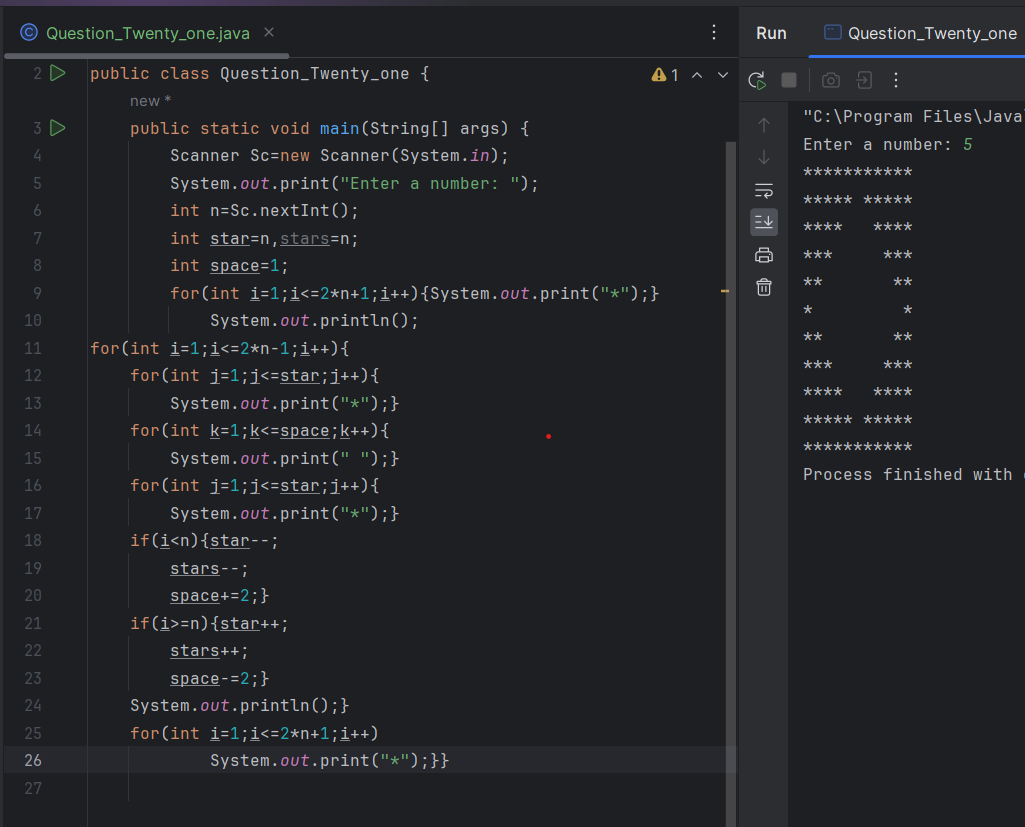 Question_Twenty_one.java
Run
Question_Twenty_one
2 public class Question_Twenty_one {
1
new *
3 public static void main(String[] args) {
4 Scanner Sc=new Scanner(System.in);
5 System.out.print("Enter a number: ");
6 int n=Sc.nextInt();
7 int star=n,stars=n;
8 int space=1;
9 for(int i=1;i<=2*n+1;i++){System.out.print("*");}
10 System.out.println();
11 for(int i=1;i<=2*n-1;i++){
12 for(int j=1;j<=star;j++){
13 System.out.print("*");}
14 for(int k=1;k<=space;k++){
15 System.out.print(" ");}
16 for(int j=1;j<=star;j++){
17 System.out.print("*");}
18 if(i<n){star--;
19 stars--;
20 space+=2;}
21 if(i>=n){star++;
22 stars++;
23 space-=2;}
24 System.out.println();}
25 for(int i=1;i<=2*n+1;i++)
26 System.out.print("*");}}
27
"C:\Program Files\Java
Enter a number: 5
***********
***** *****
****   ****
***     ***
**       **
*         *
**       **
***     ***
****   ****
***** *****
***********
Process finished with